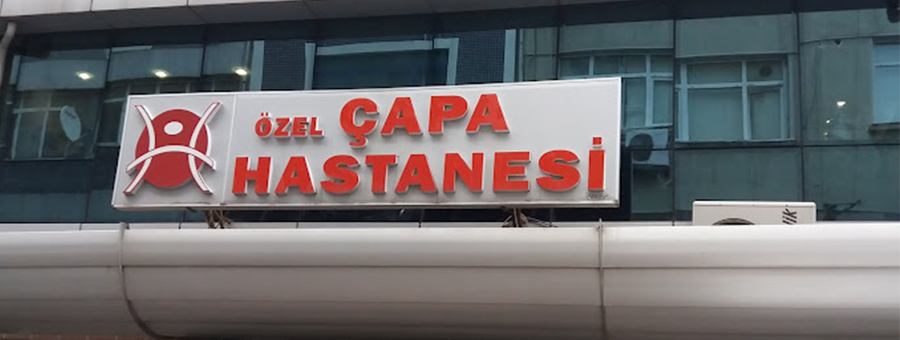 ÖZEL ÇAPA
HASTANESİ